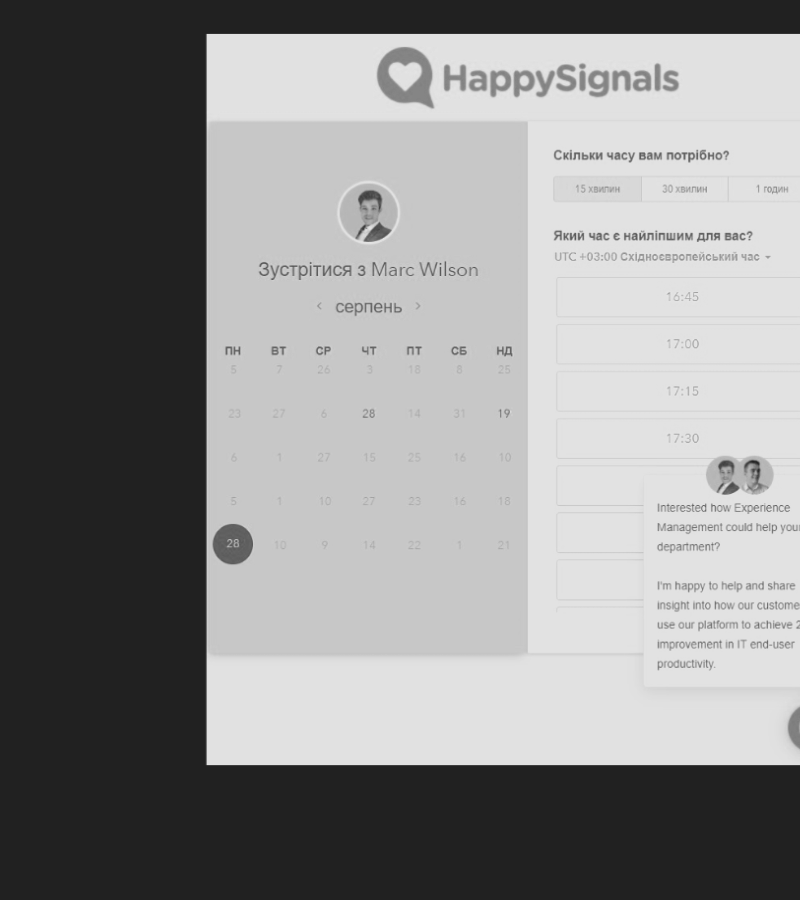 HappySignals
Зустрітися з Marc Wilson
серпень
ПН ВТ СР ЧТ ПТ СБ НД
5 7 26 3 18 8 25
23 27 6 28 14 31 19
6 1 27 15 25 16 10
5 1 10 27 23 16 18
28 10 9 14 22 1 21
Скільки часу вам потрібно?
15 хвилин 30 хвилин 1 годин
Який час є найліпшим для вас?
UTC +03:00 Східноєвропейський час
16:45
17:00
17:15
17:30
Interested how Experience
Management could help your
department?
I'm happy to help and share
insight into how our custome
use our platform to achieve 2
improvement in IT end-user
productivity.